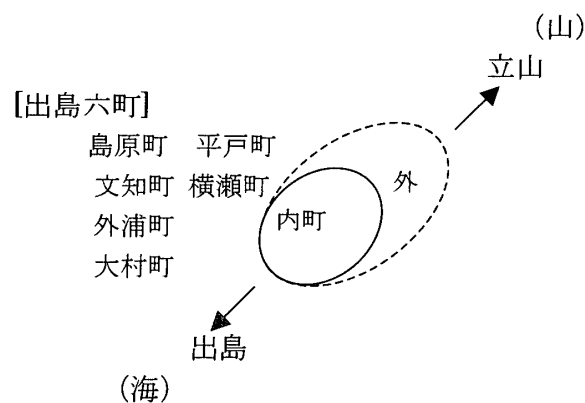 (山)
立山
[出島六町]
島原町 平戸町
文知町 横瀬町
外浦町
大村町
内町
外
出島
(海)